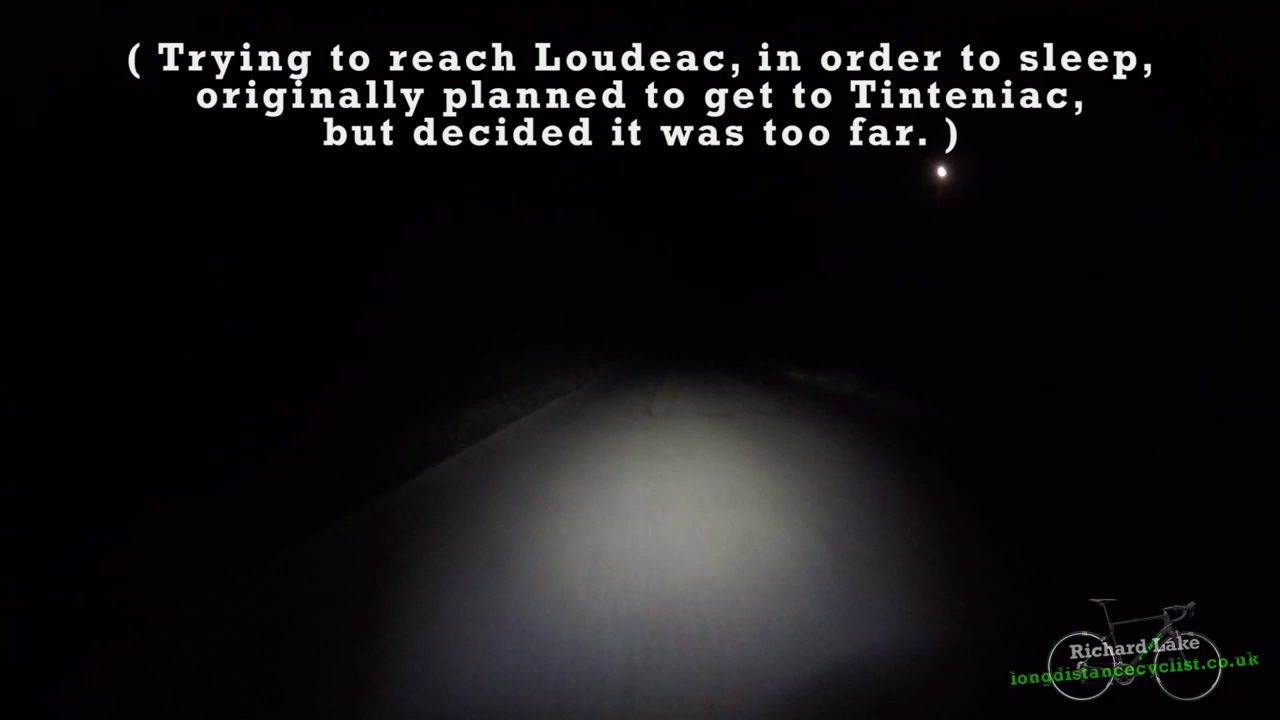 ( Trying to reach Loudeac, in order to sleep,
originally planned to get to Tinteniac,
but decided it was too far. )
Richard Lake
longdistancecyclist.co.uk